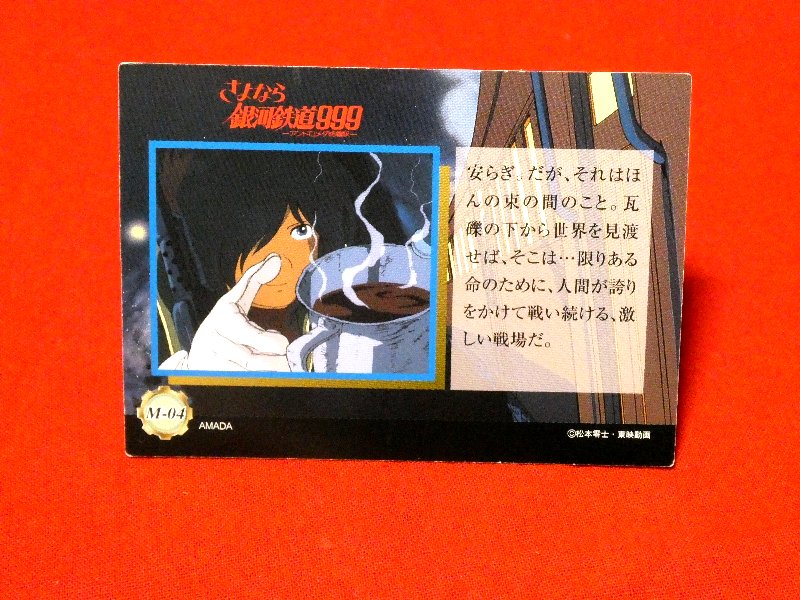 さよなら
銀河鉄道999
—アンドロメダ終着駅—
安らぎ。だが、それはほ
んの束の間のこと。瓦
礫の下から世界を見渡
せば、そこは…限りある
命のために、人間が誇り
をかけて戦い続ける、激
しい戦場だ。
M-04
AMADA
©松本零士・東映動画